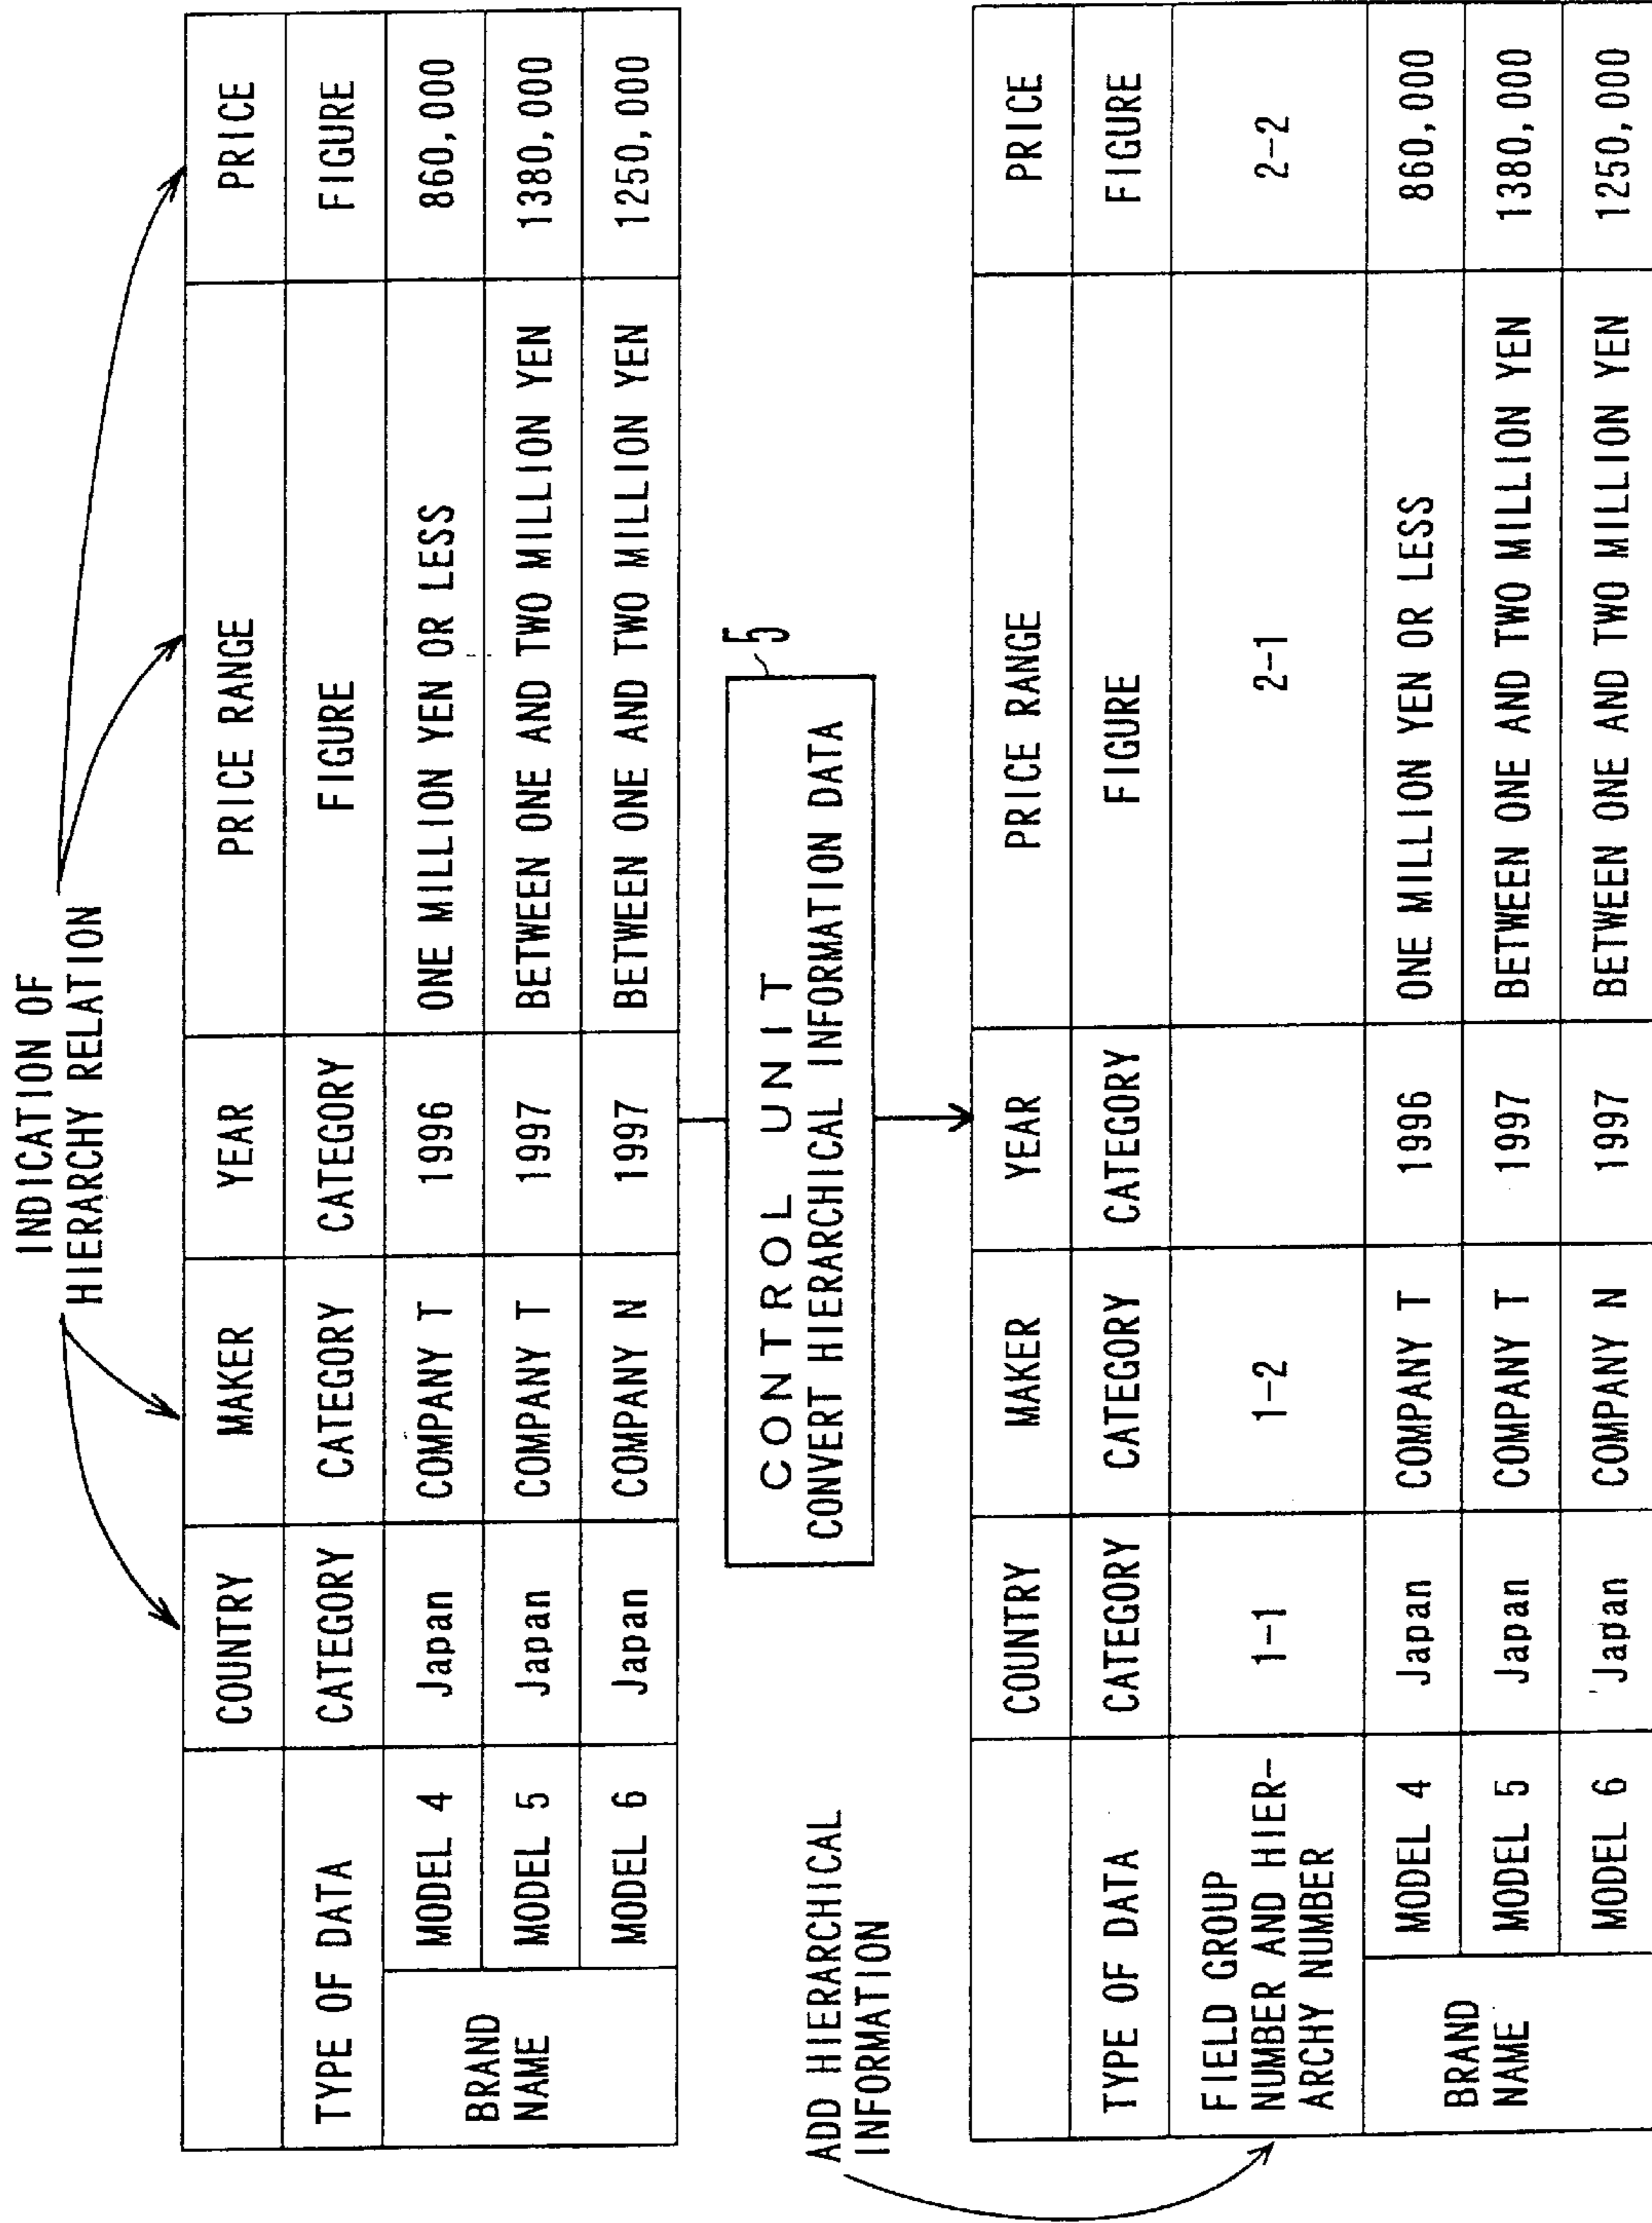 INDICATION OF
HIERARCHY RELATION
COUNTRY MAKER YEAR PRICE RANGE PRICE
TYPE OF DATA CATEGORY CATEGORY CATEGORY FIGURE FIGURE
BRAND
NAME
MODEL 4 Japan COMPANY T 1996 ONE MILLION YEN OR LESS 860,000
MODEL 5 Japan COMPANY T 1997 BETWEEN ONE AND TWO MILLION YEN 1380,000
MODEL 6 Japan COMPANY N 1997 BETWEEN ONE AND TWO MILLION YEN 1250,000
5
CONTROL UNIT
CONVERT HIERARCHICAL INFORMATION DATA
ADD HIERARCHICAL
INFORMATION
COUNTRY MAKER YEAR PRICE RANGE PRICE
TYPE OF DATA CATEGORY CATEGORY CATEGORY FIGURE FIGURE
FIELD GROUP
NUMBER AND HIER-
ARCHY NUMBER
1-1 1-2 2-1 2-2
BRAND
NAME
MODEL 4 Japan COMPANY T 1996 ONE MILLION YEN OR LESS 860,000
MODEL 5 Japan COMPANY T 1997 BETWEEN ONE AND TWO MILLION YEN 1380,000
MODEL 6 Japan COMPANY N 1997 BETWEEN ONE AND TWO MILLION YEN 1250,000